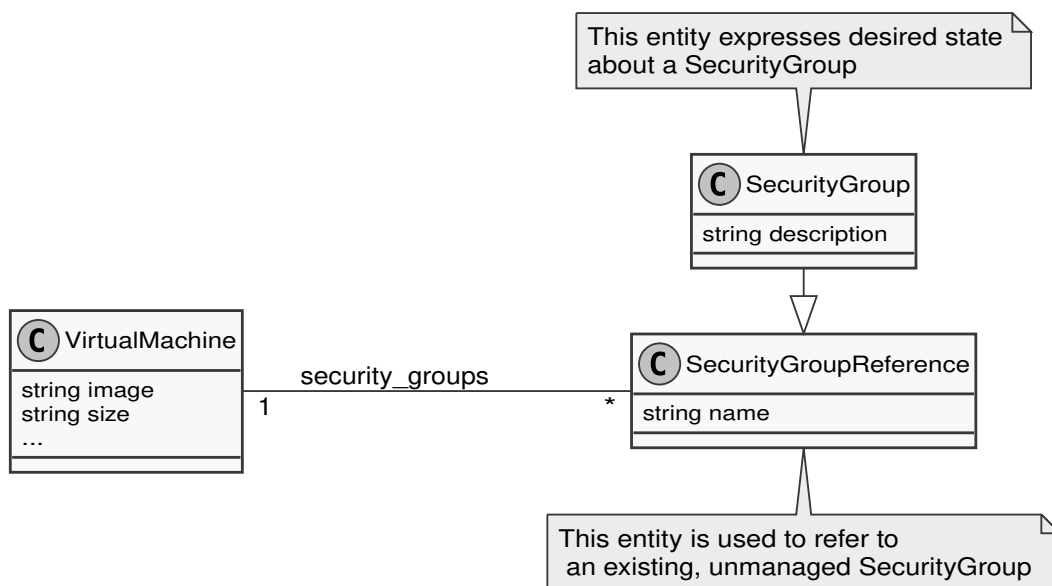 This entity expresses desired state
about a SecurityGroup
C SecurityGroup
string description
C VirtualMachine
string image
string size
...
security_groups
1
*
C SecurityGroupReference
string name
This entity is used to refer to
an existing, unmanaged SecurityGroup